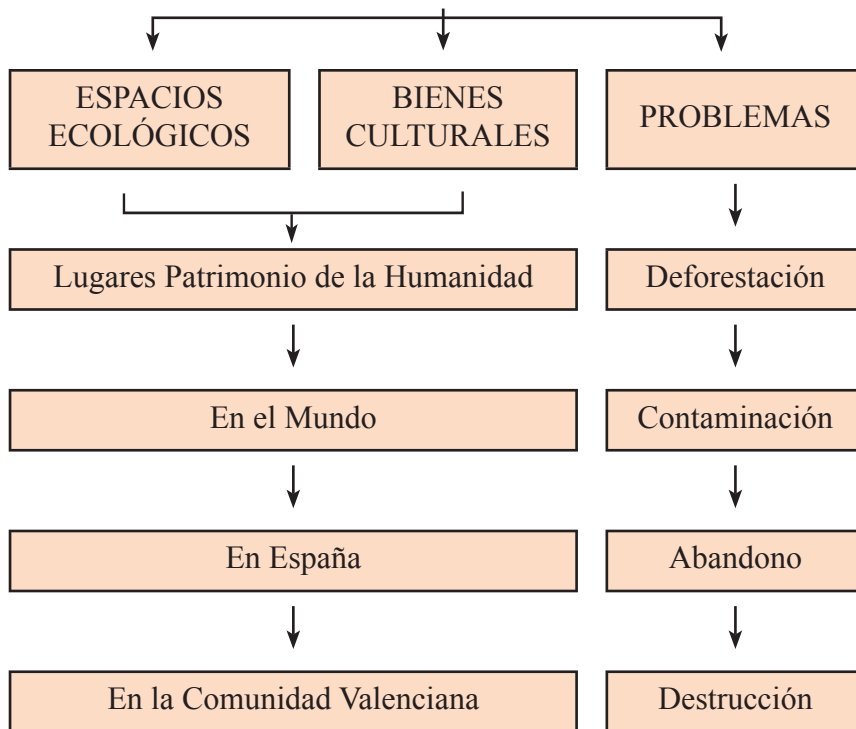 ESPACIOS
ECOLÓGICOS
BIENES
CULTURALES
PROBLEMAS
Lugares Patrimonio de la Humanidad
Deforestación
En el Mundo
Contaminación
En España
Abandono
En la Comunidad Valenciana
Destrucción